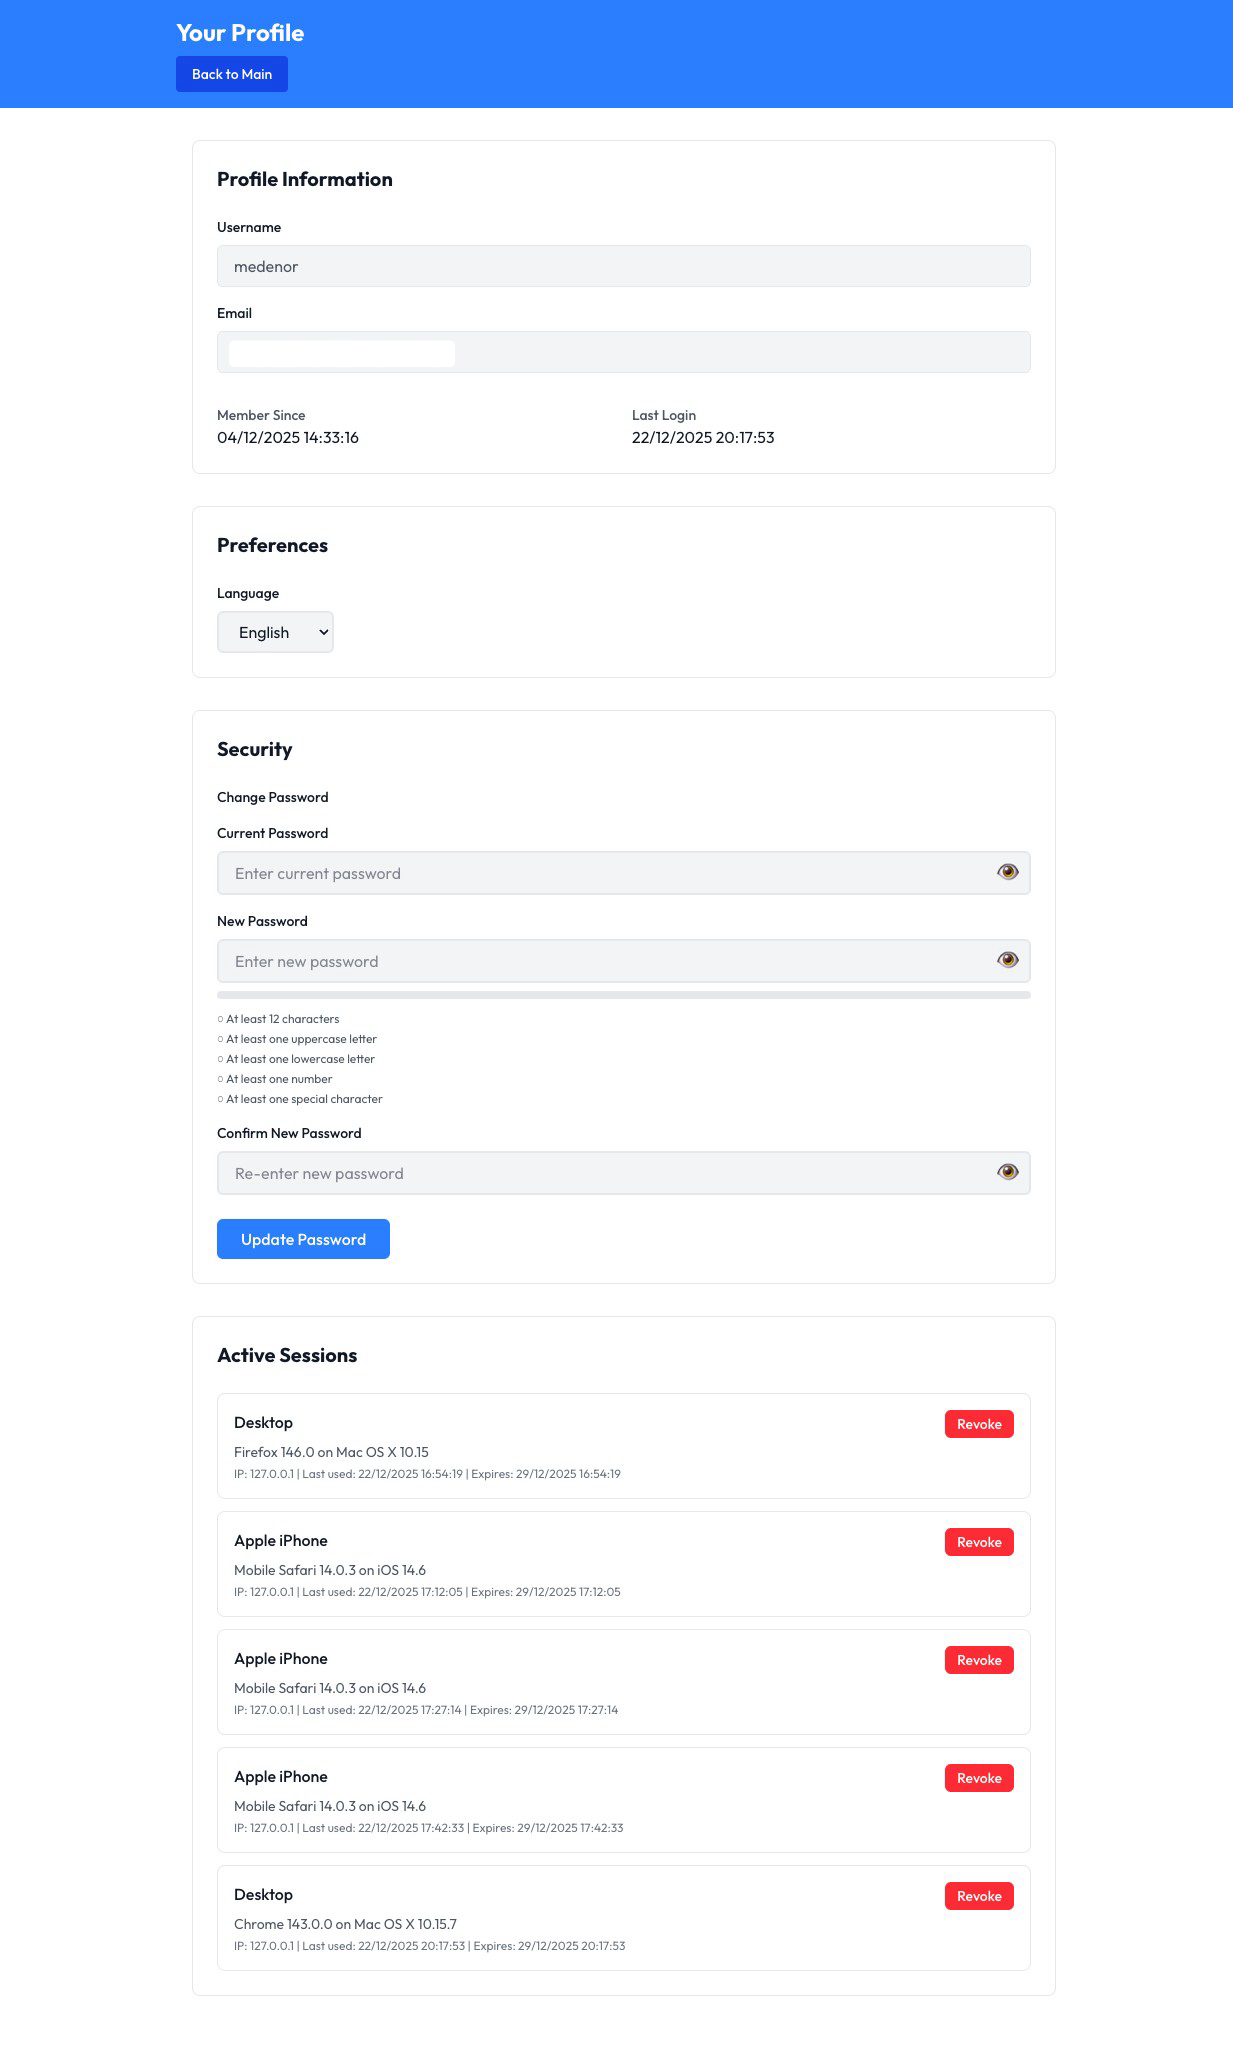 Your Profile
Back to Main
Profile Information
Username
medenor
Email
Member Since
04/12/2025 14:33:16
Last Login
22/12/2025 20:17:53
Preferences
Language
English
Security
Change Password
Current Password
Enter current password
New Password
Enter new password
○ At least 12 characters
○ At least one uppercase letter
○ At least one lowercase letter
○ At least one number
○ At least one special character
Confirm New Password
Re-enter new password
Update Password
Active Sessions
Desktop
Revoke
Firefox 146.0 on Mac OS X 10.15
IP: 127.0.0.1 | Last used: 22/12/2025 16:54:19 | Expires: 29/12/2025 16:54:19
Apple iPhone
Revoke
Mobile Safari 14.0.3 on iOS 14.6
IP: 127.0.0.1 | Last used: 22/12/2025 17:12:05 | Expires: 29/12/2025 17:12:05
Apple iPhone
Revoke
Mobile Safari 14.0.3 on iOS 14.6
IP: 127.0.0.1 | Last used: 22/12/2025 17:27:14 | Expires: 29/12/2025 17:27:14
Apple iPhone
Revoke
Mobile Safari 14.0.3 on iOS 14.6
IP: 127.0.0.1 | Last used: 22/12/2025 17:42:33 | Expires: 29/12/2025 17:42:33
Desktop
Revoke
Chrome 143.0.0 on Mac OS X 10.15.7
IP: 127.0.0.1 | Last used: 22/12/2025 20:17:53 | Expires: 29/12/2025 20:17:53